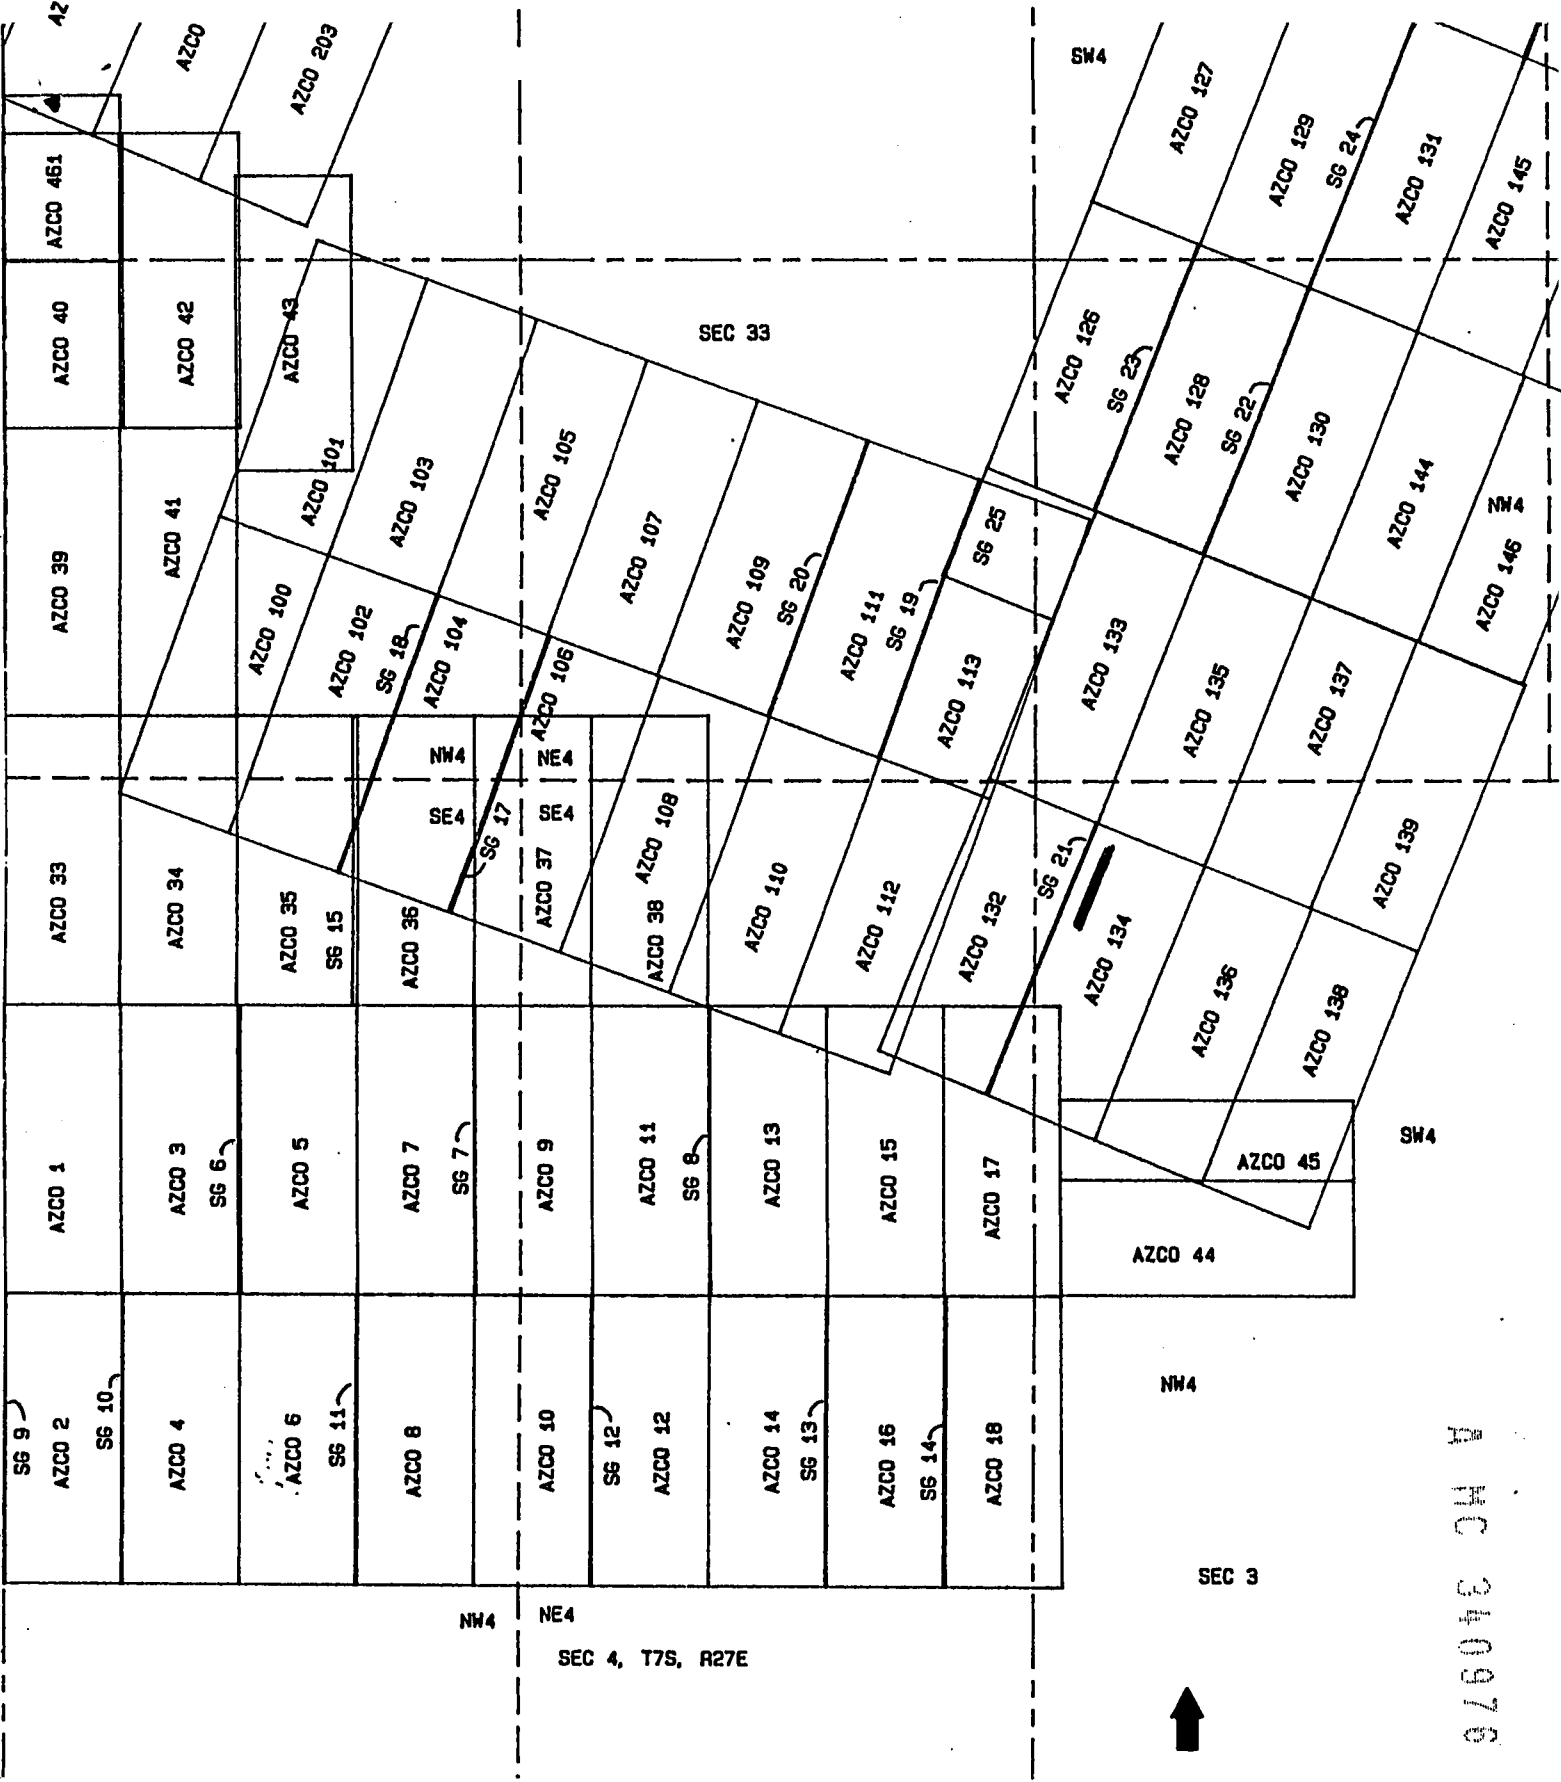 AZ
AZCO
AZCO 203
SW4
AZCO 127
AZCO 129
SG 24
AZCO 131
AZCO 145
AZCO 461
AZCO 40
AZCO 42
AZCO 43
SEC 33
AZCO 126
SG 23
AZCO 128
SG 22
AZCO 130
AZCO 144
NW4
AZCO 146
AZCO 39
AZCO 41
AZCO 101
AZCO 103
AZCO 105
AZCO 107
AZCO 109
SG 20
AZCO 111
SG 19
SG 25
AZCO 113
AZCO 133
AZCO 135
AZCO 137
AZCO 100
AZCO 102
SG 18
AZCO 104
AZCO 106
NW4
NE4
SE4
SE4
SG 17
AZCO 108
AZCO 110
AZCO 112
AZCO 132
SG 21
AZCO 134
AZCO 136
AZCO 138
AZCO 139
AZCO 33
AZCO 34
AZCO 35
SG 15
AZCO 36
AZCO 37
AZCO 38
AZCO 1
AZCO 3
SG 6
AZCO 5
AZCO 7
SG 7
AZCO 9
AZCO 11
SG 8
AZCO 13
AZCO 15
AZCO 17
AZCO 45
SW4
AZCO 44
SG 9
AZCO 2
SG 10
AZCO 4
AZCO 6
SG 11
AZCO 8
AZCO 10
SG 12
AZCO 12
AZCO 14
SG 13
AZCO 16
SG 14
AZCO 18
NW4
SEC 3
NW4
NE4
SEC 4, T7S, R27E
A MC 340976